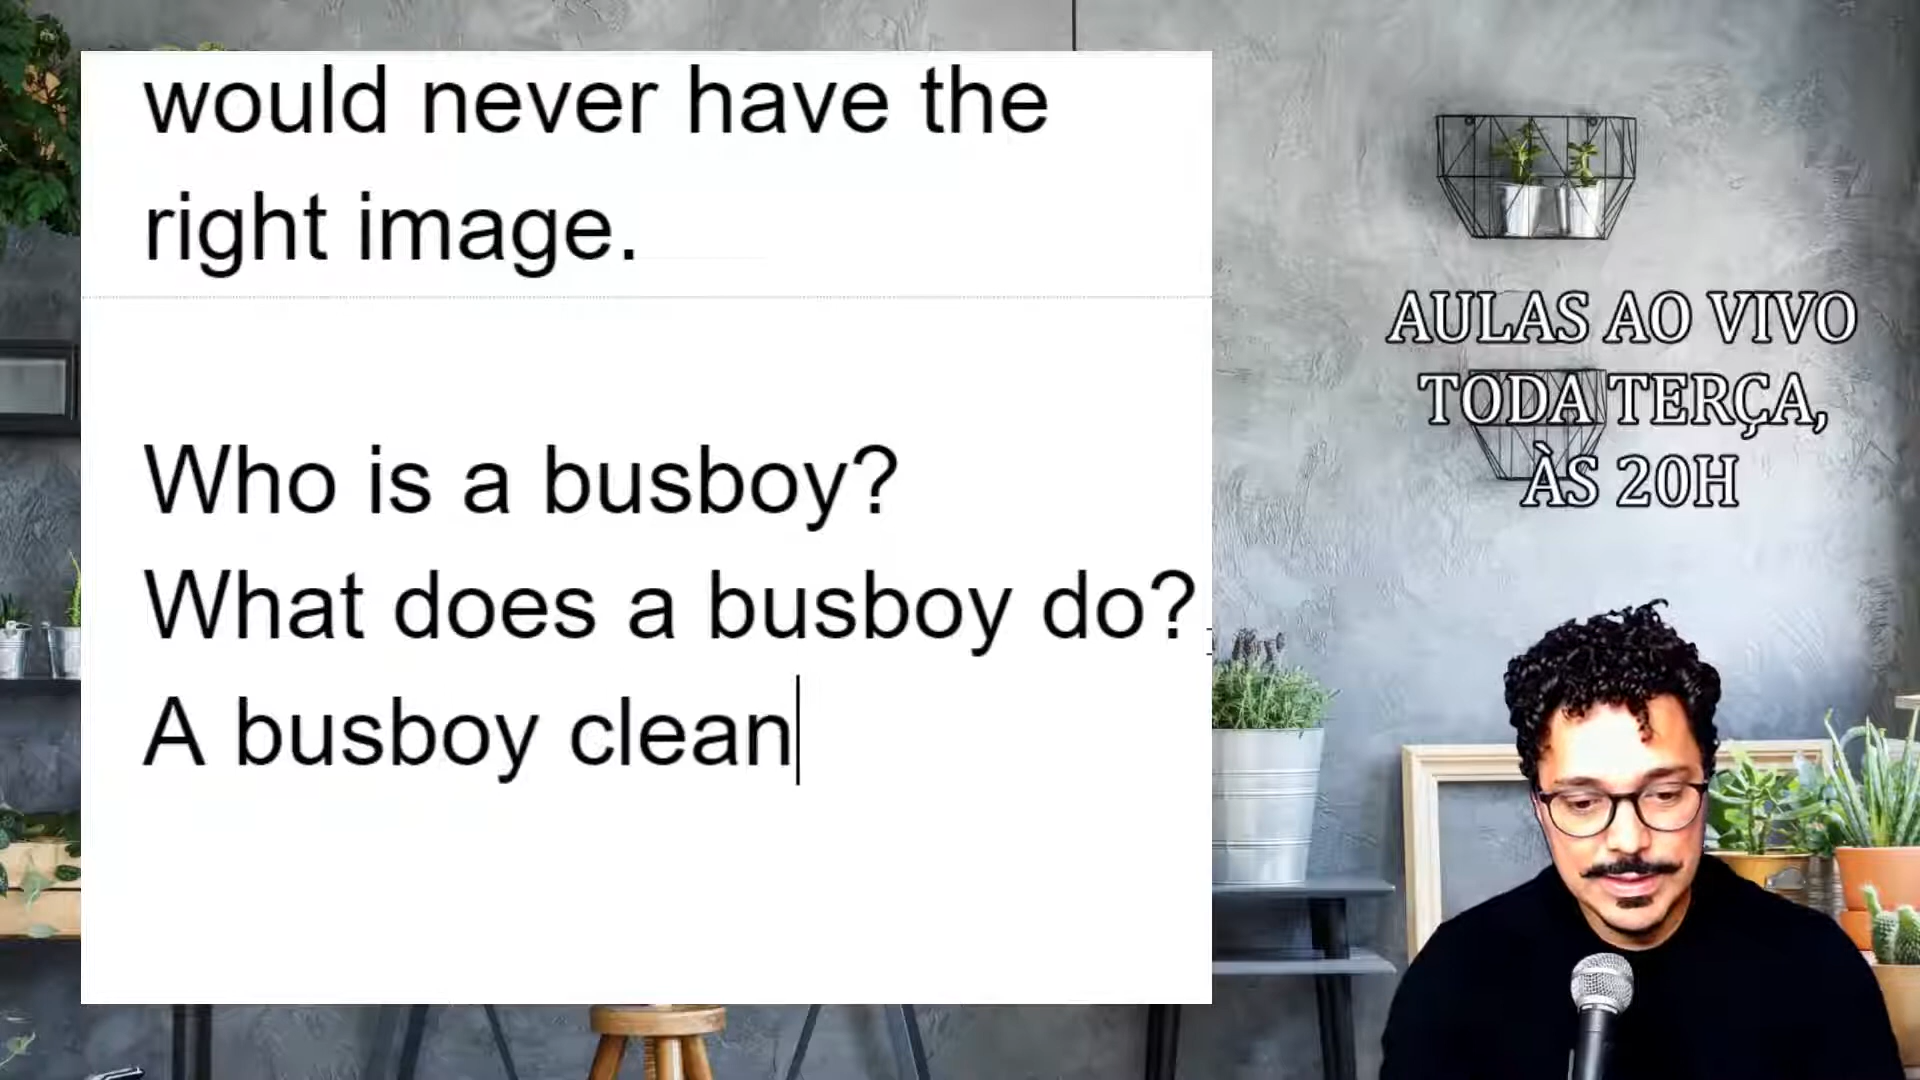 would never have the
right image.
Who is a busboy?
What does a busboy do?
A busboy clean
AULAS AO VIVO
TODA TERÇA,
ÀS 20H